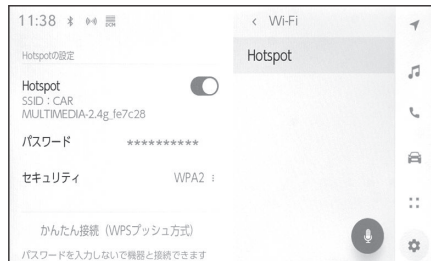 11:38
DCM
Hotspotの設定
Hotspot
SSID：CAR
MULTIMEDIA-2.4g_fe7c28
パスワード **********
セキュリティ WPA2
かんたん接続（WPSプッシュ方式）
パスワードを入力しないで機器と接続できます
< Wi-Fi
Hotspot